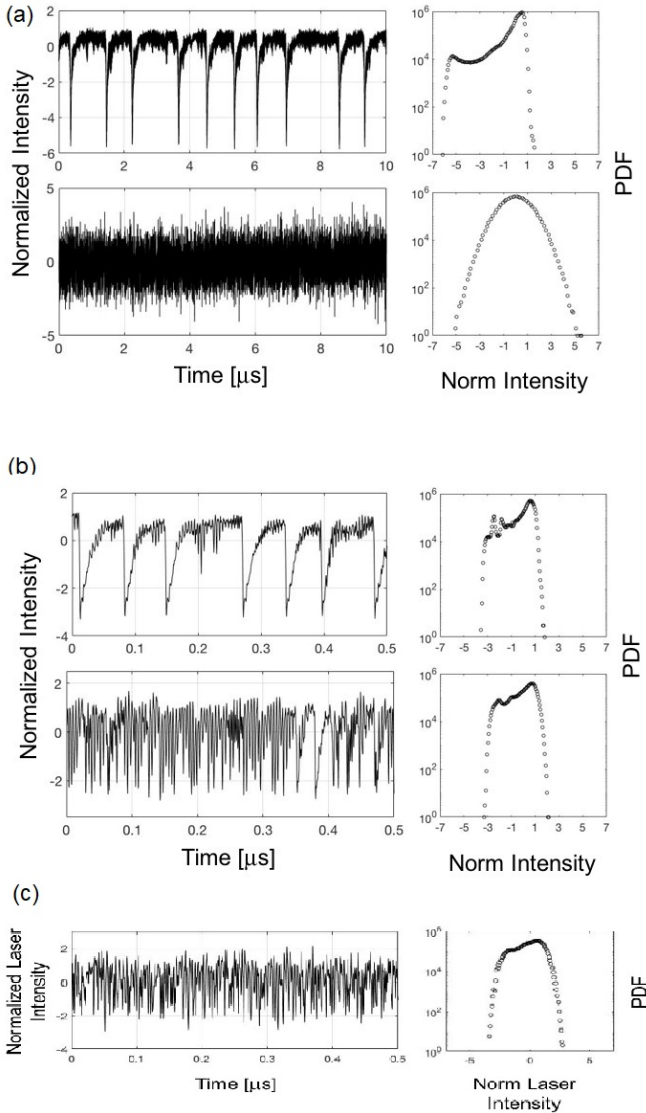 (a)
Normalized Intensity
2
0
-2
-4
-6
0 2 4 6 8 10
10^6
10^4
10^2
10^0
-7 -5 -3 -1 1 3 5 7
PDF
5
0
-5
0 2 4 6 8 10
Time [μs]
10^6
10^4
10^2
10^0
-7 -5 -3 -1 1 3 5 7
Norm Intensity
(b)
Normalized Intensity
2
0
-2
-4
0 0.1 0.2 0.3 0.4 0.5
10^6
10^4
10^2
10^0
-7 -5 -3 -1 1 3 5 7
PDF
2
0
-2
0 0.1 0.2 0.3 0.4 0.5
Time [μs]
10^6
10^4
10^2
10^0
-7 -5 -3 -1 1 3 5 7
Norm Intensity
(c)
Normalized Laser
Intensity
2
0
-2
-4
0 0.1 0.2 0.3 0.4 0.5
Time [μs]
10^6
10^4
10^2
10^0
-5 0 5
Norm Laser
Intensity
PDF